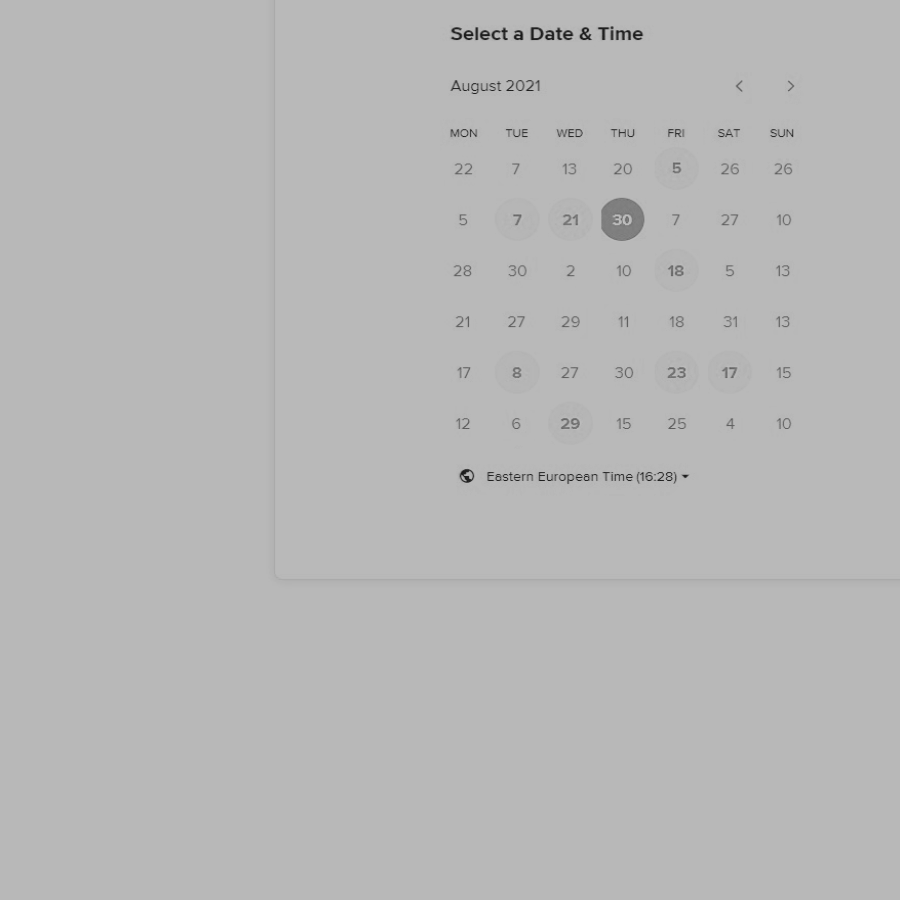 Select a Date & Time
August 2021
MON TUE WED THU FRI SAT SUN
22 7 13 20 5 26 26
5 7 21 30 7 27 10
28 30 2 10 18 5 13
21 27 29 11 18 31 13
17 8 27 30 23 17 15
12 6 29 15 25 4 10
Eastern European Time (16:28)